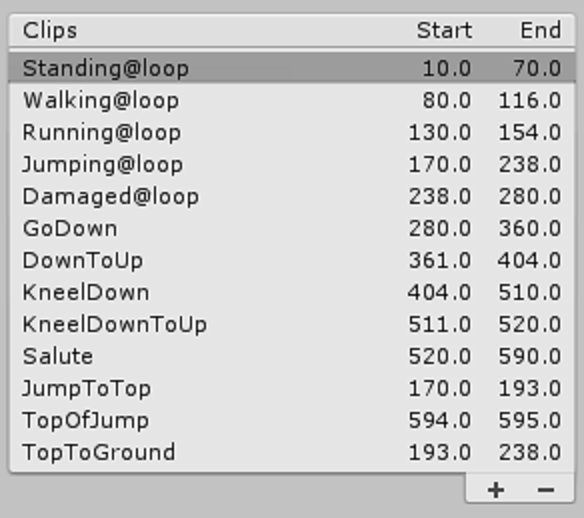 Clips Start End
Standing@loop 10.0 70.0
Walking@loop 80.0 116.0
Running@loop 130.0 154.0
Jumping@loop 170.0 238.0
Damaged@loop 238.0 280.0
GoDown 280.0 360.0
DownToUp 361.0 404.0
KneelDown 404.0 510.0
KneelDownToUp 511.0 520.0
Salute 520.0 590.0
JumpToTop 170.0 193.0
TopOfJump 594.0 595.0
TopToGround 193.0 238.0
+ −